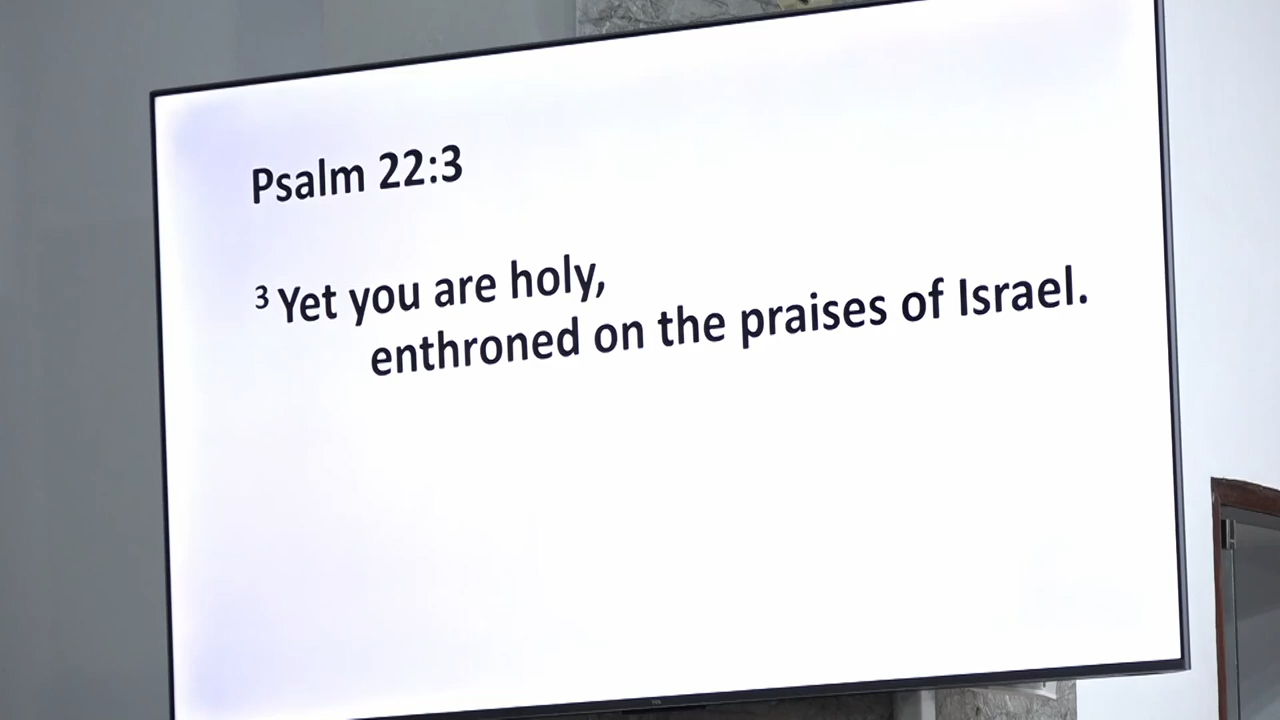 Psalm 22:3
3 Yet you are holy,
enthroned on the praises of Israel.